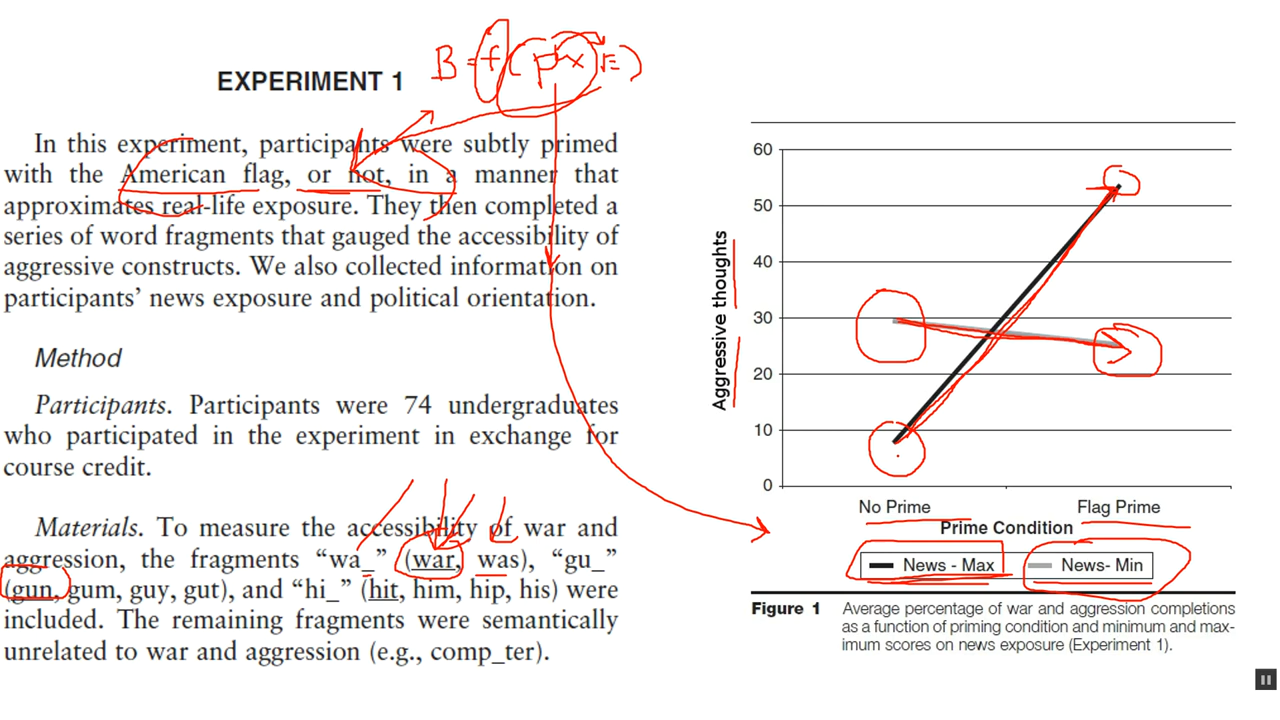 B = f(P x E)
EXPERIMENT 1
In this experiment, participants were subtly primed
with the American flag, or not, in a manner that
approximates real-life exposure. They then completed a
series of word fragments that gauged the accessibility of
aggressive constructs. We also collected information on
participants’ news exposure and political orientation.
Method
Participants. Participants were 74 undergraduates
who participated in the experiment in exchange for
course credit.
Materials. To measure the accessibility of war and
aggression, the fragments “wa_” (war, was), “gu_”
(gun, gum, guy, gut), and “hi_” (hit, him, hip, his) were
included. The remaining fragments were semantically
unrelated to war and aggression (e.g., comp_ter).
Aggressive thoughts
60
50
40
30
20
10
0
No Prime Flag Prime
Prime Condition
News - Max News- Min
Figure 1 Average percentage of war and aggression completions
as a function of priming condition and minimum and max-
imum scores on news exposure (Experiment 1).